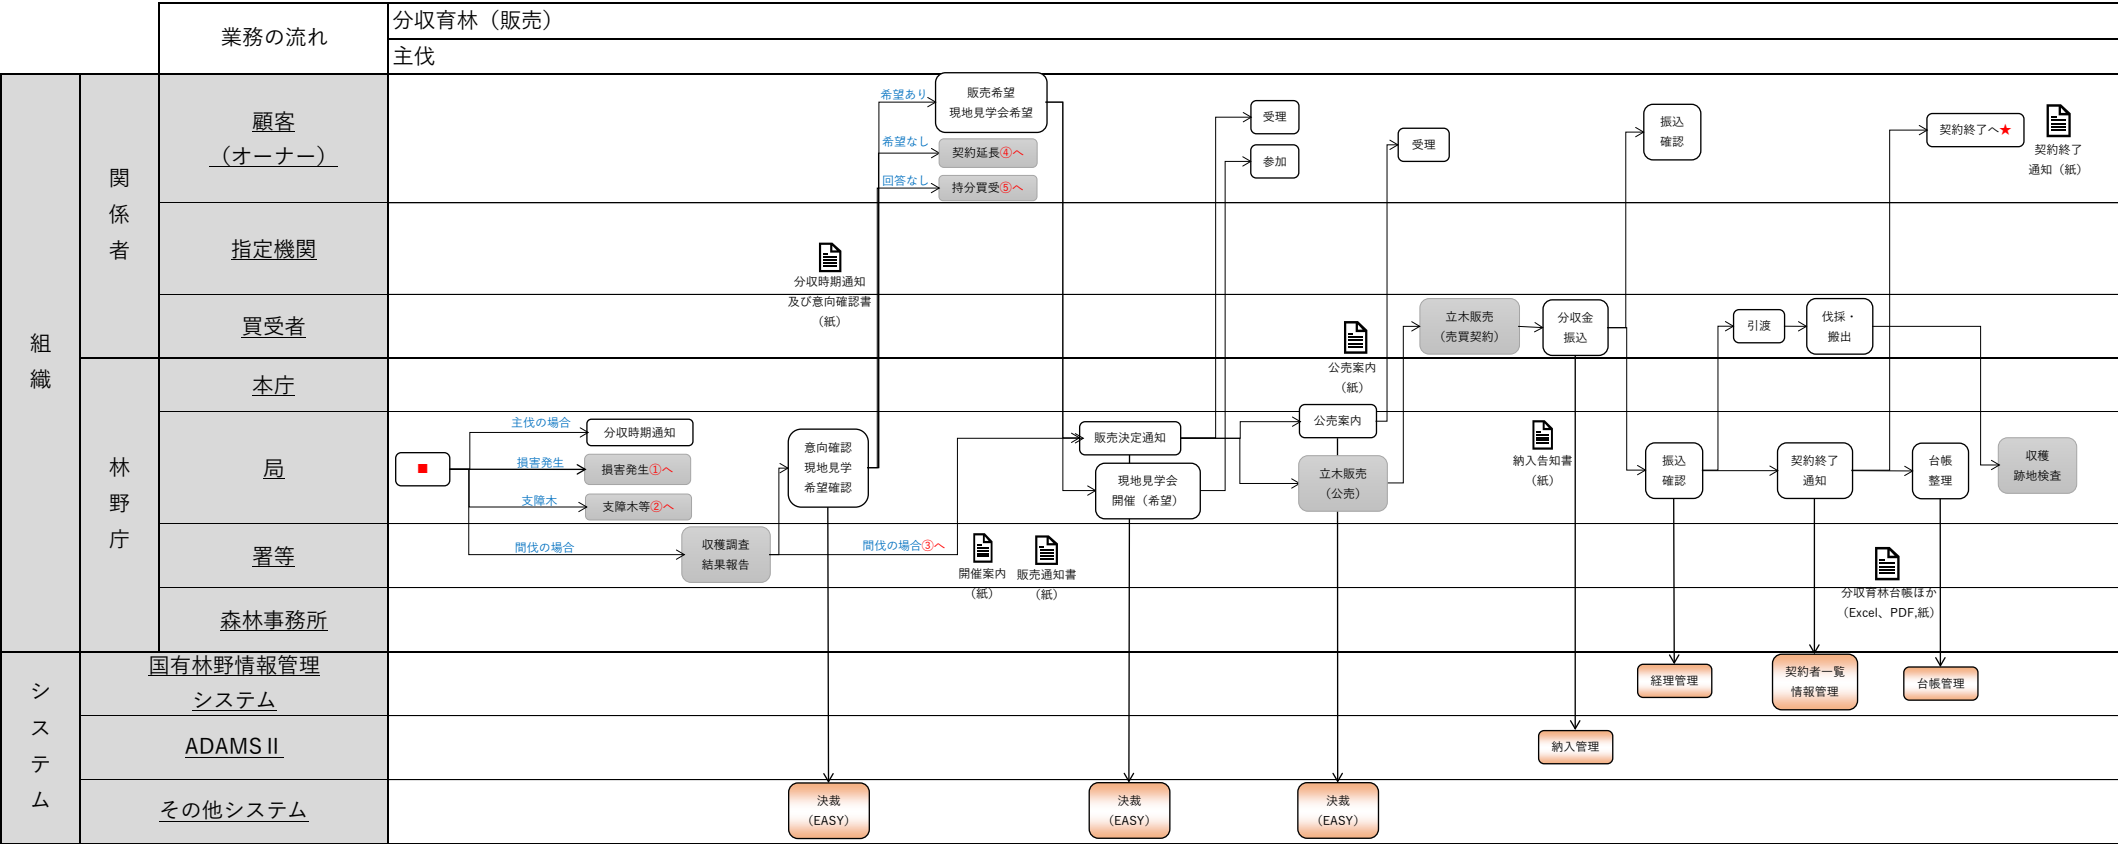 業務の流れ
分収育林（販売）
主伐
組織
関係者
顧客
（オーナー）
指定機関
買受者
林野庁
本庁
局
署等
森林事務所
システム
国有林野情報管理
システム
ADAMSⅡ
その他システム
■
主伐の場合
分収時期通知
損害発生
損害発生①へ
支障木
支障木等②へ
間伐の場合
収穫調査
結果報告
分収時期通知
及び意向確認書
（紙）
意向確認
現地見学
希望確認
希望あり
販売希望
現地見学会希望
希望なし
契約延長④へ
回答なし
持分買受⑤へ
間伐の場合③へ
開催案内
（紙）
販売通知書
（紙）
販売決定通知
現地見学会
開催（希望）
受理
参加
公売案内
（紙）
公売案内
立木販売
（公売）
受理
立木販売
（売買契約）
分収金
振込
納入告知書
（紙）
振込
確認
振込
確認
引渡
伐採・
搬出
契約終了
通知
契約終了へ★
契約終了
通知（紙）
台帳
整理
収穫
跡地検査
分収育林台帳ほか
（Excel、PDF,紙）
経理管理
契約者一覧
情報管理
台帳管理
納入管理
決裁
（EASY）
決裁
（EASY）
決裁
（EASY）